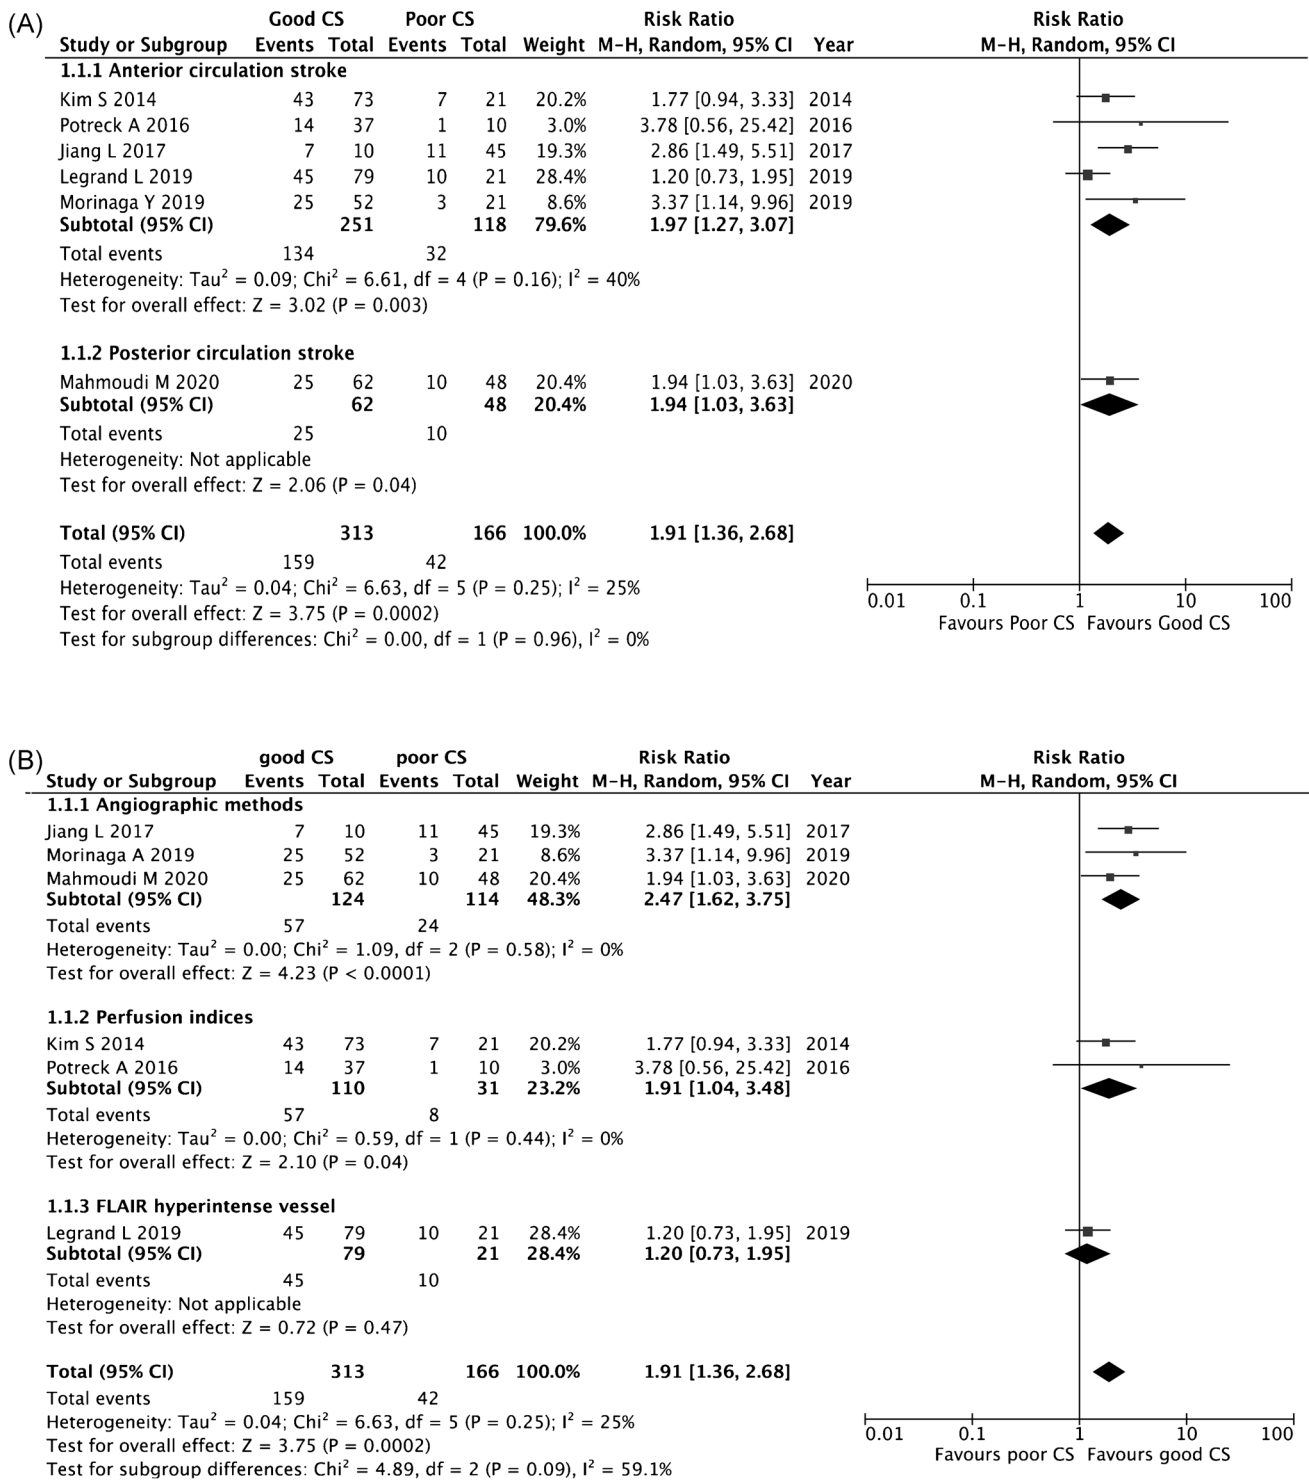 (A)
Good CS Poor CS Risk Ratio Risk Ratio
Study or Subgroup Events Total Events Total Weight M-H, Random, 95% CI Year M-H, Random, 95% CI
1.1.1 Anterior circulation stroke
Kim S 2014 43 73 7 21 20.2% 1.77 [0.94, 3.33] 2014
Potreck A 2016 14 37 1 10 3.0% 3.78 [0.56, 25.42] 2016
Jiang L 2017 7 10 11 45 19.3% 2.86 [1.49, 5.51] 2017
Legrand L 2019 45 79 10 21 28.4% 1.20 [0.73, 1.95] 2019
Morinaga Y 2019 25 52 3 21 8.6% 3.37 [1.14, 9.96] 2019
Subtotal (95% CI) 251 118 79.6% 1.97 [1.27, 3.07]
Total events 134 32
Heterogeneity: Tau² = 0.09; Chi² = 6.61, df = 4 (P = 0.16); I² = 40%
Test for overall effect: Z = 3.02 (P = 0.003)
1.1.2 Posterior circulation stroke
Mahmoudi M 2020 25 62 10 48 20.4% 1.94 [1.03, 3.63] 2020
Subtotal (95% CI) 62 48 20.4% 1.94 [1.03, 3.63]
Total events 25 10
Heterogeneity: Not applicable
Test for overall effect: Z = 2.06 (P = 0.04)
Total (95% CI) 313 166 100.0% 1.91 [1.36, 2.68]
Total events 159 42
Heterogeneity: Tau² = 0.04; Chi² = 6.63, df = 5 (P = 0.25); I² = 25%
Test for overall effect: Z = 3.75 (P = 0.0002)
Test for subgroup differences: Chi² = 0.00, df = 1 (P = 0.96), I² = 0%
0.01 0.1 1 10 100
Favours Poor CS Favours Good CS
(B)
good CS poor CS Risk Ratio Risk Ratio
Study or Subgroup Events Total Events Total Weight M-H, Random, 95% CI Year M-H, Random, 95% CI
1.1.1 Angiographic methods
Jiang L 2017 7 10 11 45 19.3% 2.86 [1.49, 5.51] 2017
Morinaga A 2019 25 52 3 21 8.6% 3.37 [1.14, 9.96] 2019
Mahmoudi M 2020 25 62 10 48 20.4% 1.94 [1.03, 3.63] 2020
Subtotal (95% CI) 124 114 48.3% 2.47 [1.62, 3.75]
Total events 57 24
Heterogeneity: Tau² = 0.00; Chi² = 1.09, df = 2 (P = 0.58); I² = 0%
Test for overall effect: Z = 4.23 (P < 0.0001)
1.1.2 Perfusion indices
Kim S 2014 43 73 7 21 20.2% 1.77 [0.94, 3.33] 2014
Potreck A 2016 14 37 1 10 3.0% 3.78 [0.56, 25.42] 2016
Subtotal (95% CI) 110 31 23.2% 1.91 [1.04, 3.48]
Total events 57 8
Heterogeneity: Tau² = 0.00; Chi² = 0.59, df = 1 (P = 0.44); I² = 0%
Test for overall effect: Z = 2.10 (P = 0.04)
1.1.3 FLAIR hyperintense vessel
Legrand L 2019 45 79 10 21 28.4% 1.20 [0.73, 1.95] 2019
Subtotal (95% CI) 79 21 28.4% 1.20 [0.73, 1.95]
Total events 45 10
Heterogeneity: Not applicable
Test for overall effect: Z = 0.72 (P = 0.47)
Total (95% CI) 313 166 100.0% 1.91 [1.36, 2.68]
Total events 159 42
Heterogeneity: Tau² = 0.04; Chi² = 6.63, df = 5 (P = 0.25); I² = 25%
Test for overall effect: Z = 3.75 (P = 0.0002)
Test for subgroup differences: Chi² = 4.89, df = 2 (P = 0.09), I² = 59.1%
0.01 0.1 1 10 100
Favours poor CS Favours good CS